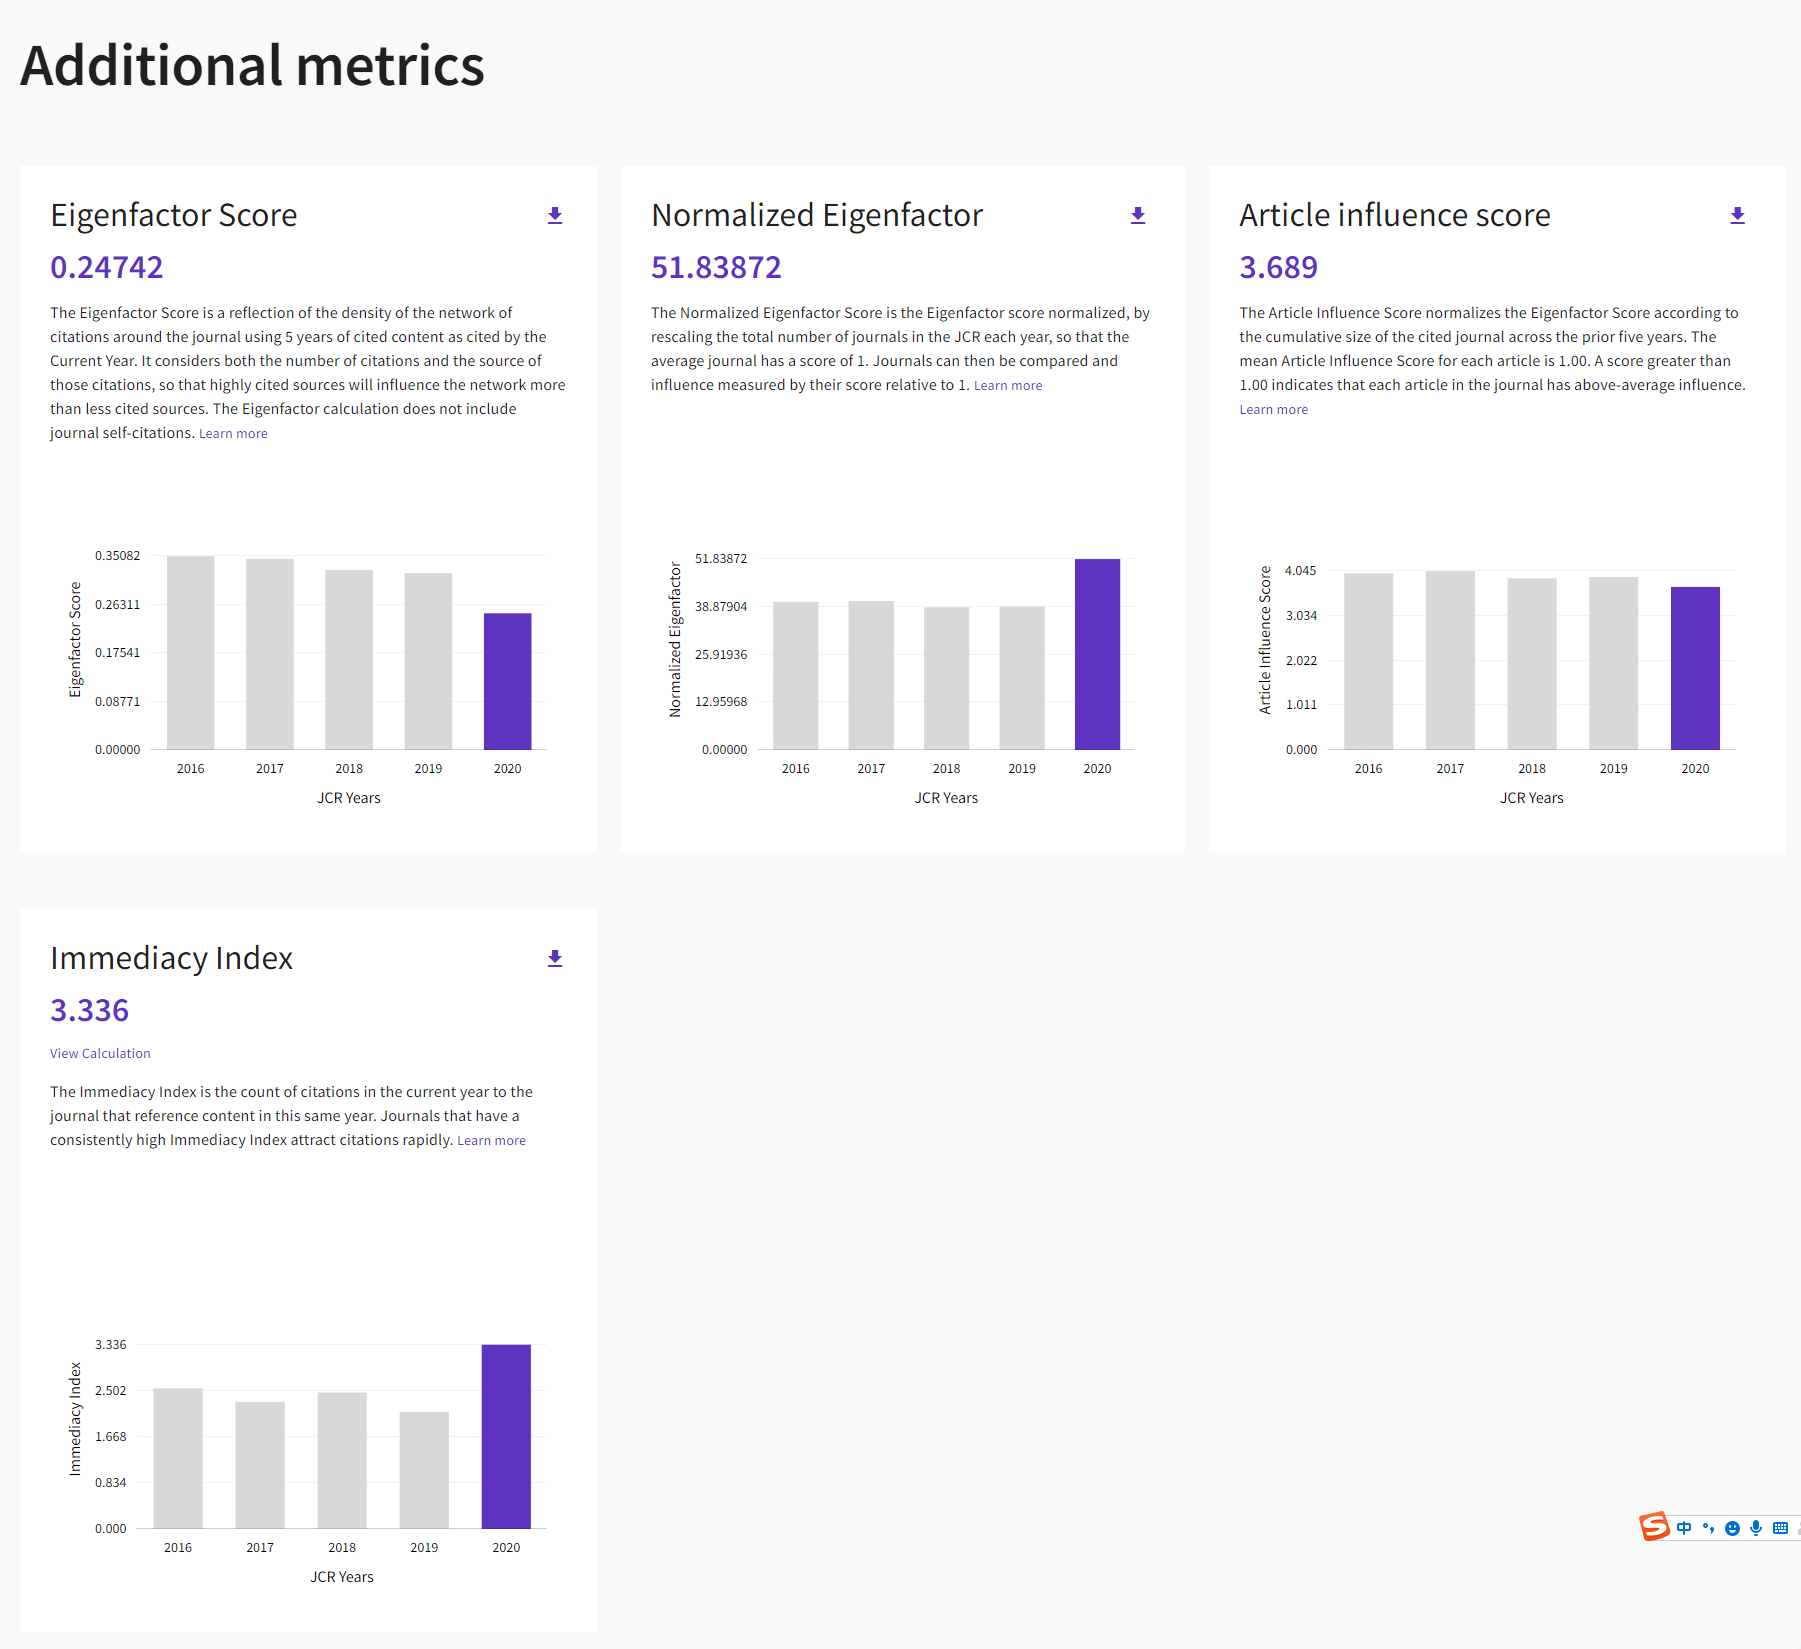 Additional metrics
Eigenfactor Score
0.24742
The Eigenfactor Score is a reflection of the density of the network of
citations around the journal using 5 years of cited content as cited by the
Current Year. It considers both the number of citations and the source of
those citations, so that highly cited sources will influence the network more
than less cited sources. The Eigenfactor calculation does not include
journal self-citations. Learn more
Eigenfactor Score
0.35082
0.26311
0.17541
0.08771
0.00000
2016 2017 2018 2019 2020
JCR Years
Normalized Eigenfactor
51.83872
The Normalized Eigenfactor Score is the Eigenfactor score normalized, by
rescaling the total number of journals in the JCR each year, so that the
average journal has a score of 1. Journals can then be compared and
influence measured by their score relative to 1. Learn more
Normalized Eigenfactor
51.83872
38.87904
25.91936
12.95968
0.00000
2016 2017 2018 2019 2020
JCR Years
Article influence score
3.689
The Article Influence Score normalizes the Eigenfactor Score according to
the cumulative size of the cited journal across the prior five years. The
mean Article Influence Score for each article is 1.00. A score greater than
1.00 indicates that each article in the journal has above-average influence.
Learn more
Article Influence Score
4.045
3.034
2.022
1.011
0.000
2016 2017 2018 2019 2020
JCR Years
Immediacy Index
3.336
View Calculation
The Immediacy Index is the count of citations in the current year to the
journal that reference content in this same year. Journals that have a
consistently high Immediacy Index attract citations rapidly. Learn more
Immediacy Index
3.336
2.502
1.668
0.834
0.000
2016 2017 2018 2019 2020
JCR Years
S 中